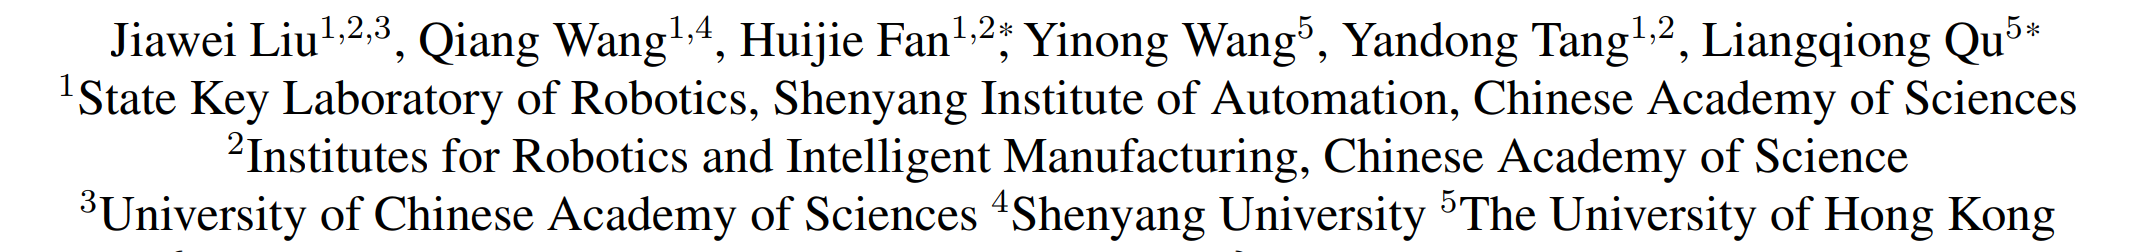 Jiawei Liu1,2,3, Qiang Wang1,4, Huijie Fan1,2*, Yinong Wang5, Yandong Tang1,2, Liangqiong Qu5*
1State Key Laboratory of Robotics, Shenyang Institute of Automation, Chinese Academy of Sciences
2Institutes for Robotics and Intelligent Manufacturing, Chinese Academy of Science
3University of Chinese Academy of Sciences 4Shenyang University 5The University of Hong Kong